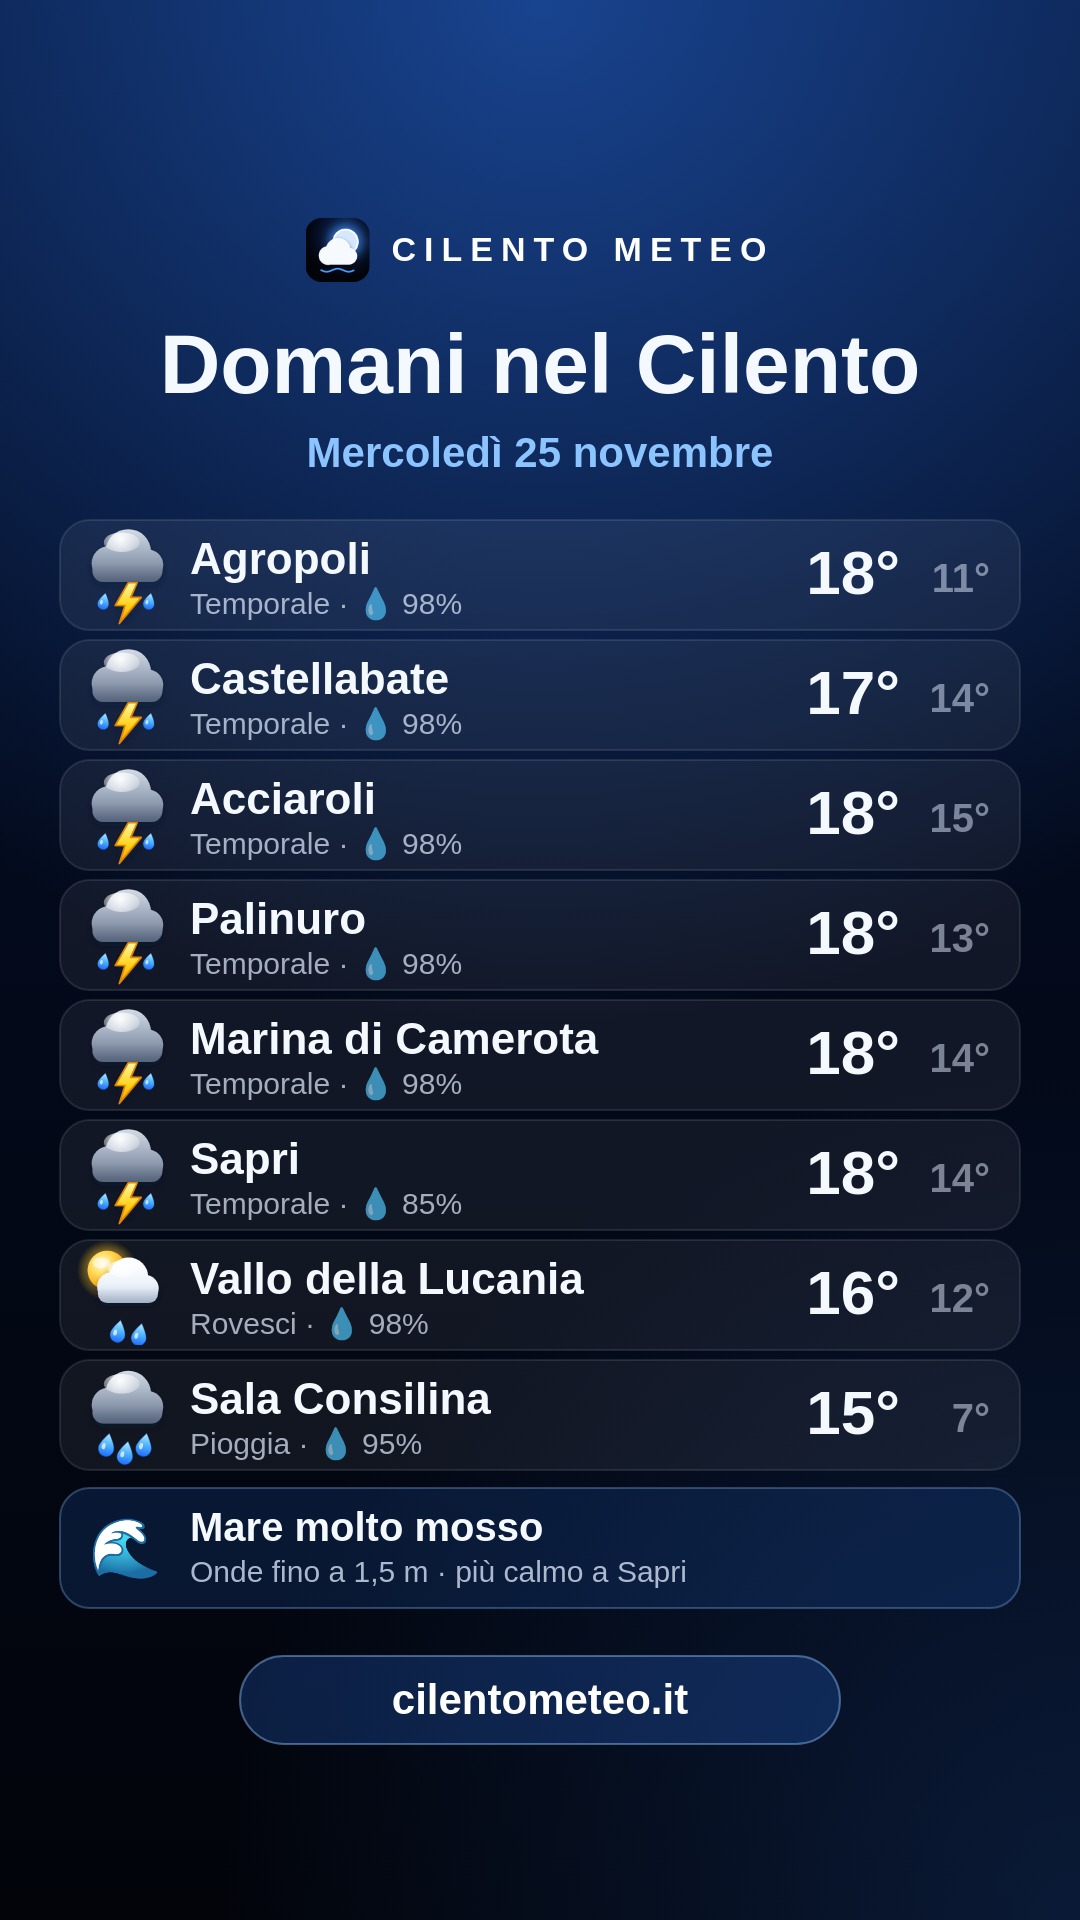 CILENTO METEO
Domani nel Cilento
Mercoledì 25 novembre
Agropoli
Temporale · 💧 98%
18° 11°
Castellabate
Temporale · 💧 98%
17° 14°
Acciaroli
Temporale · 💧 98%
18° 15°
Palinuro
Temporale · 💧 98%
18° 13°
Marina di Camerota
Temporale · 💧 98%
18° 14°
Sapri
Temporale · 💧 85%
18° 14°
Vallo della Lucania
Rovesci · 💧 98%
16° 12°
Sala Consilina
Pioggia · 💧 95%
15° 7°
Mare molto mosso
Onde fino a 1,5 m · più calmo a Sapri
cilentometeo.it